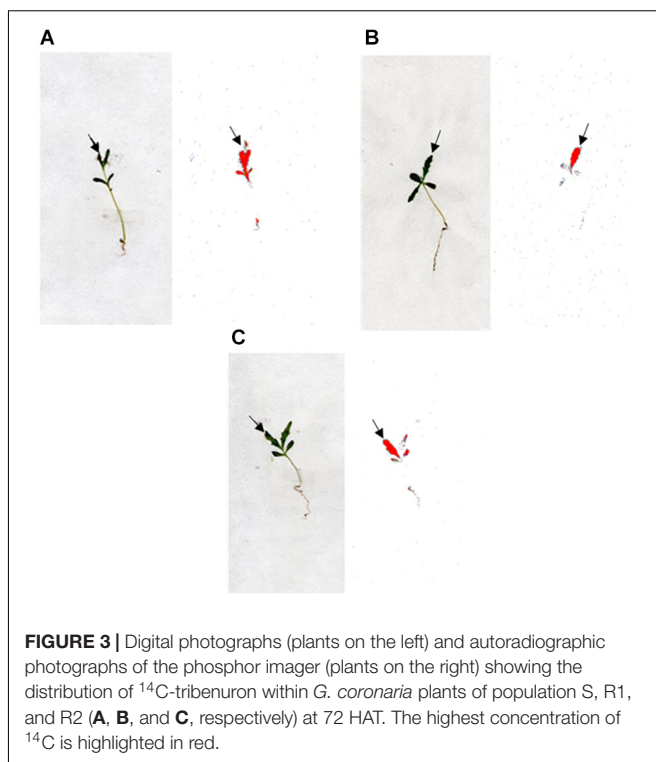 A
B
C
FIGURE 3 | Digital photographs (plants on the left) and autoradiographic
photographs of the phosphor imager (plants on the right) showing the
distribution of ¹⁴C-tribenuron within G. coronaria plants of population S, R1,
and R2 (A, B, and C, respectively) at 72 HAT. The highest concentration of
¹⁴C is highlighted in red.